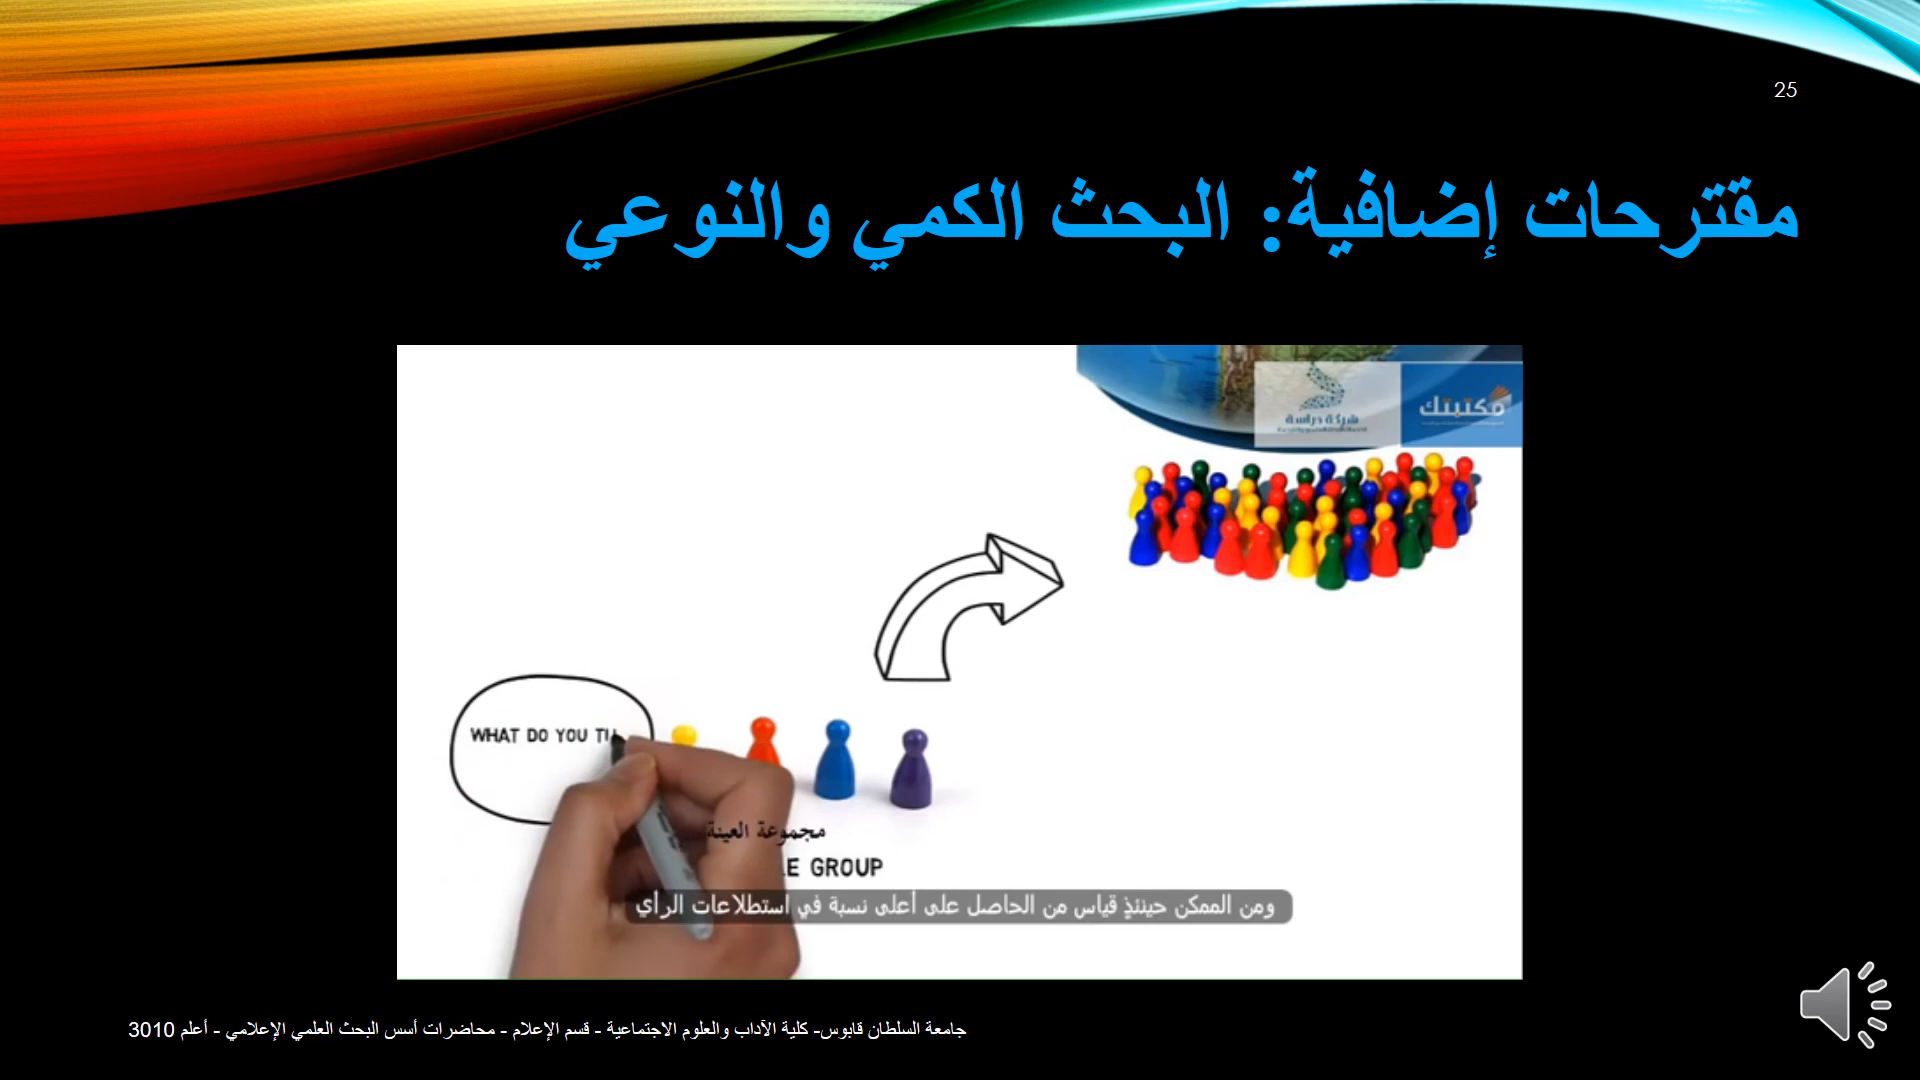 25
مقترحات إضافية: البحث الكمي والنوعي
مكتبتك
شركة دراسة
WHAT DO YOU
مجموعة العينة
GROUP
ومن الممكن حينئذٍ قياس من الحاصل على أعلى نسبة في استطلاعات الرأي
جامعة السلطان قابوس- كلية الآداب والعلوم الاجتماعية - قسم الإعلام - محاضرات أسس البحث العلمي الإعلامي - أعلم 3010